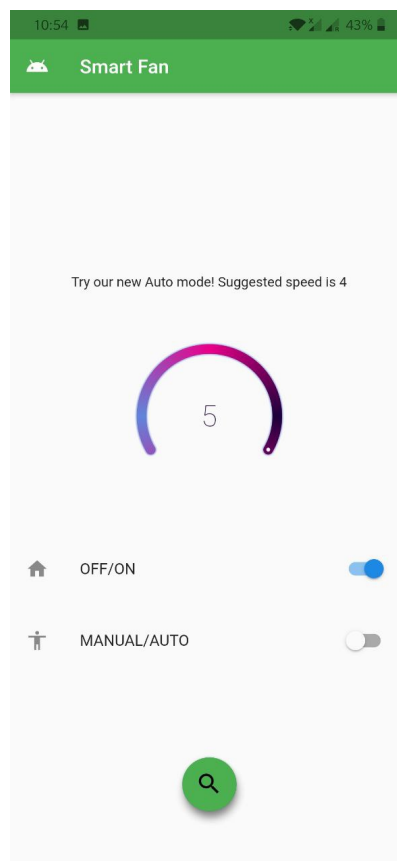 10:54
43%
Smart Fan
Try our new Auto mode! Suggested speed is 4
5
OFF/ON
MANUAL/AUTO